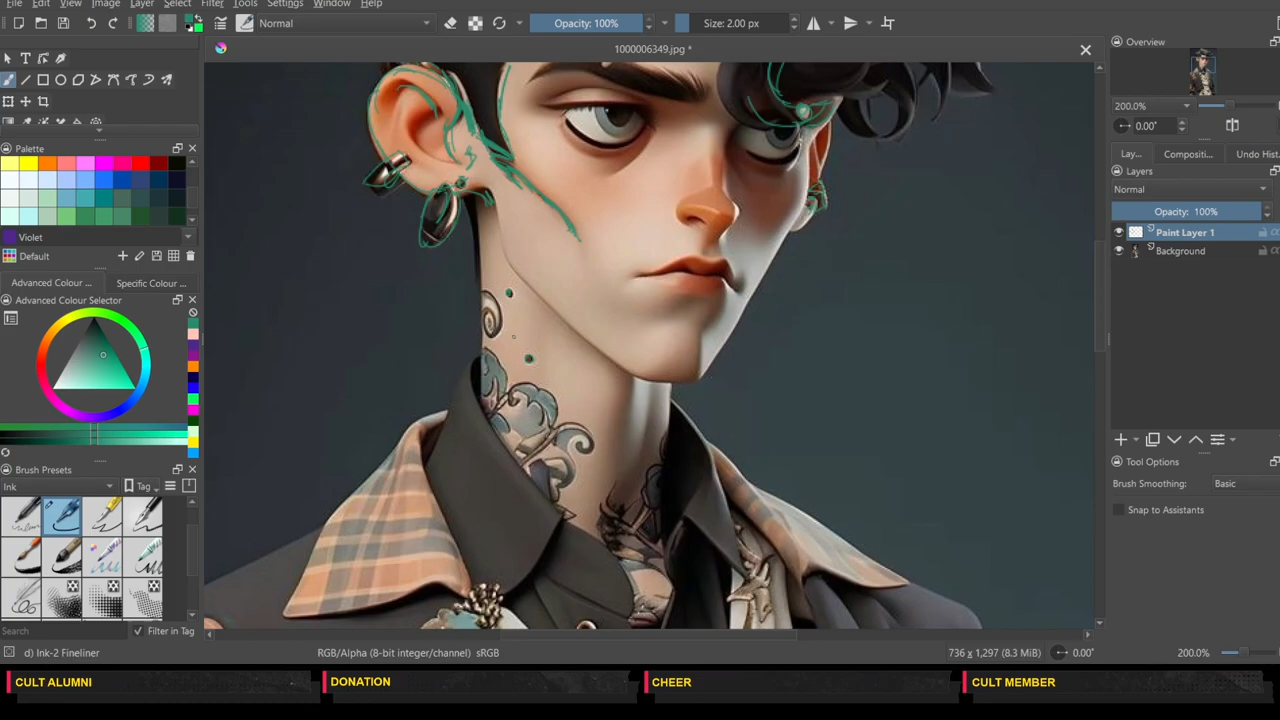 File Edit View Image Layer Select Filter Tools Settings Window Help
Normal
Opacity: 100%
Size: 2.00 px
1000006349.jpg *
Palette
Violet
Default
Advanced Colour ...
Specific Colour ...
Advanced Colour Selector
Brush Presets
Ink
Tag
Search
Filter in Tag
d) Ink-2 Fineliner
RGB/Alpha (8-bit integer/channel) sRGB
736 x 1,297 (8.3 MiB)
0.00°
200.0%
Overview
200.0%
0.00°
Lay...
Compositi...
Undo Hist...
Layers
Normal
Opacity: 100%
Paint Layer 1
Background
Tool Options
Brush Smoothing:
Basic
Snap to Assistants
CULT ALUMNI
DONATION
CHEER
CULT MEMBER